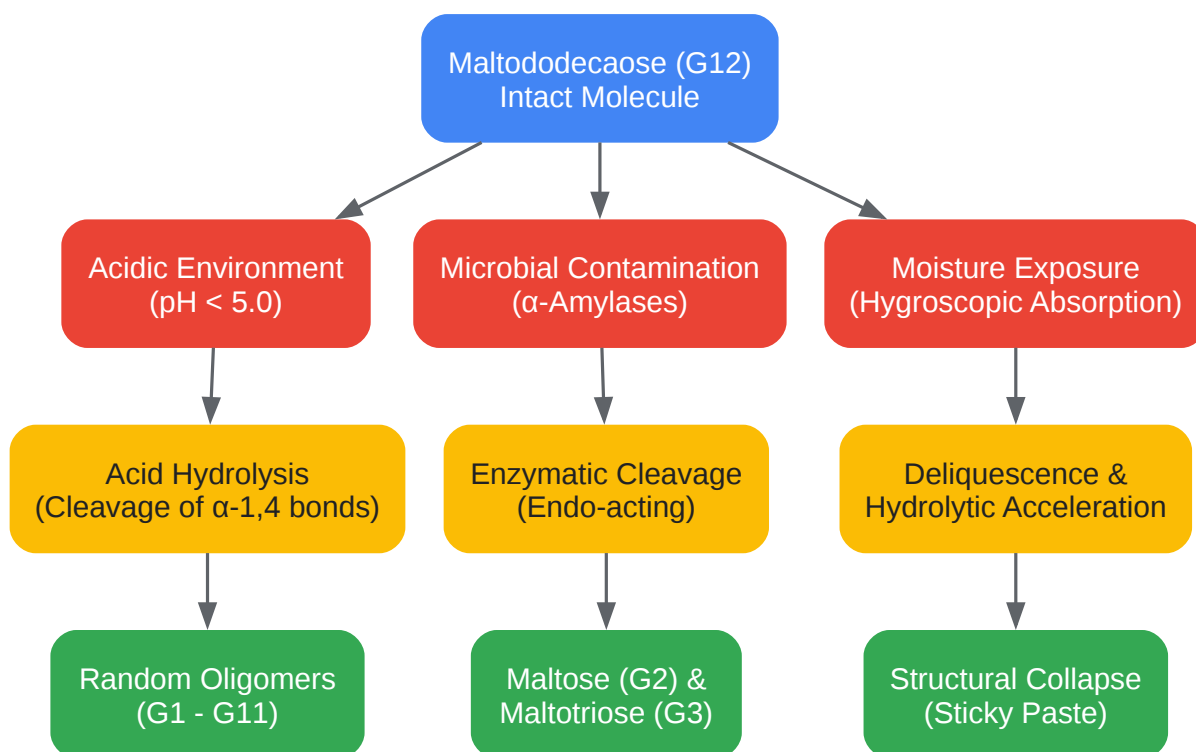 Maltododecaose (G12)
Intact Molecule
Acidic Environment
(pH < 5.0)
Microbial Contamination
(α-Amylases)
Moisture Exposure
(Hygroscopic Absorption)
Acid Hydrolysis
(Cleavage of α-1,4 bonds)
Enzymatic Cleavage
(Endo-acting)
Deliquescence &
Hydrolytic Acceleration
Random Oligomers
(G1 - G11)
Maltose (G2) &
Maltotriose (G3)
Structural Collapse
(Sticky Paste)